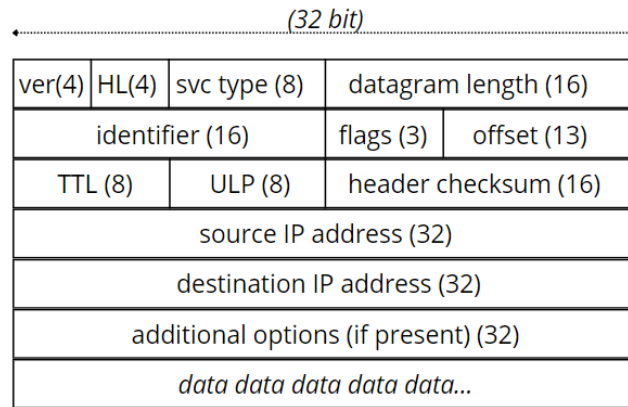 (32 bit)
ver(4) HL(4) svc type (8) datagram length (16)
identifier (16) flags (3) offset (13)
TTL (8) ULP (8) header checksum (16)
source IP address (32)
destination IP address (32)
additional options (if present) (32)
data data data data data...